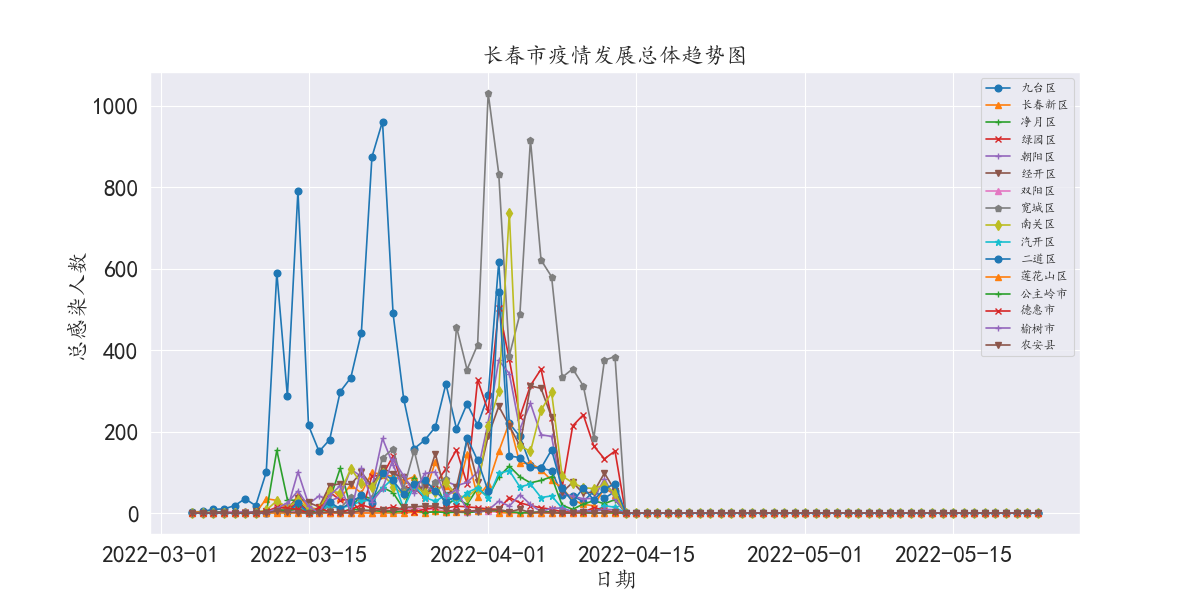 长春市疫情发展总体趋势图
总感染人数
1000
800
600
400
200
0
2022-03-01 2022-03-15 2022-04-01 2022-04-15 2022-05-01 2022-05-15
日期
九台区
长春新区
净月区
绿园区
朝阳区
经开区
双阳区
宽城区
南关区
汽开区
二道区
莲花山区
公主岭市
德惠市
榆树市
农安县